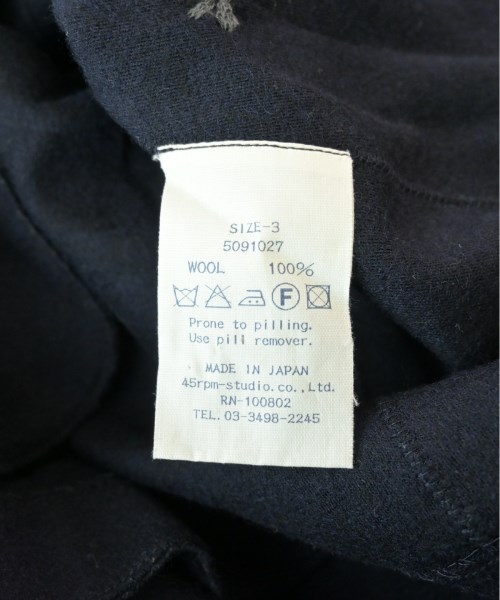 SIZE-3
5091027
WOOL 100%
F
Prone to pilling.
Use pill remover.
MADE IN JAPAN
45rpm-studio.co.,Ltd.
RN-100802
TEL. 03-3498-2245